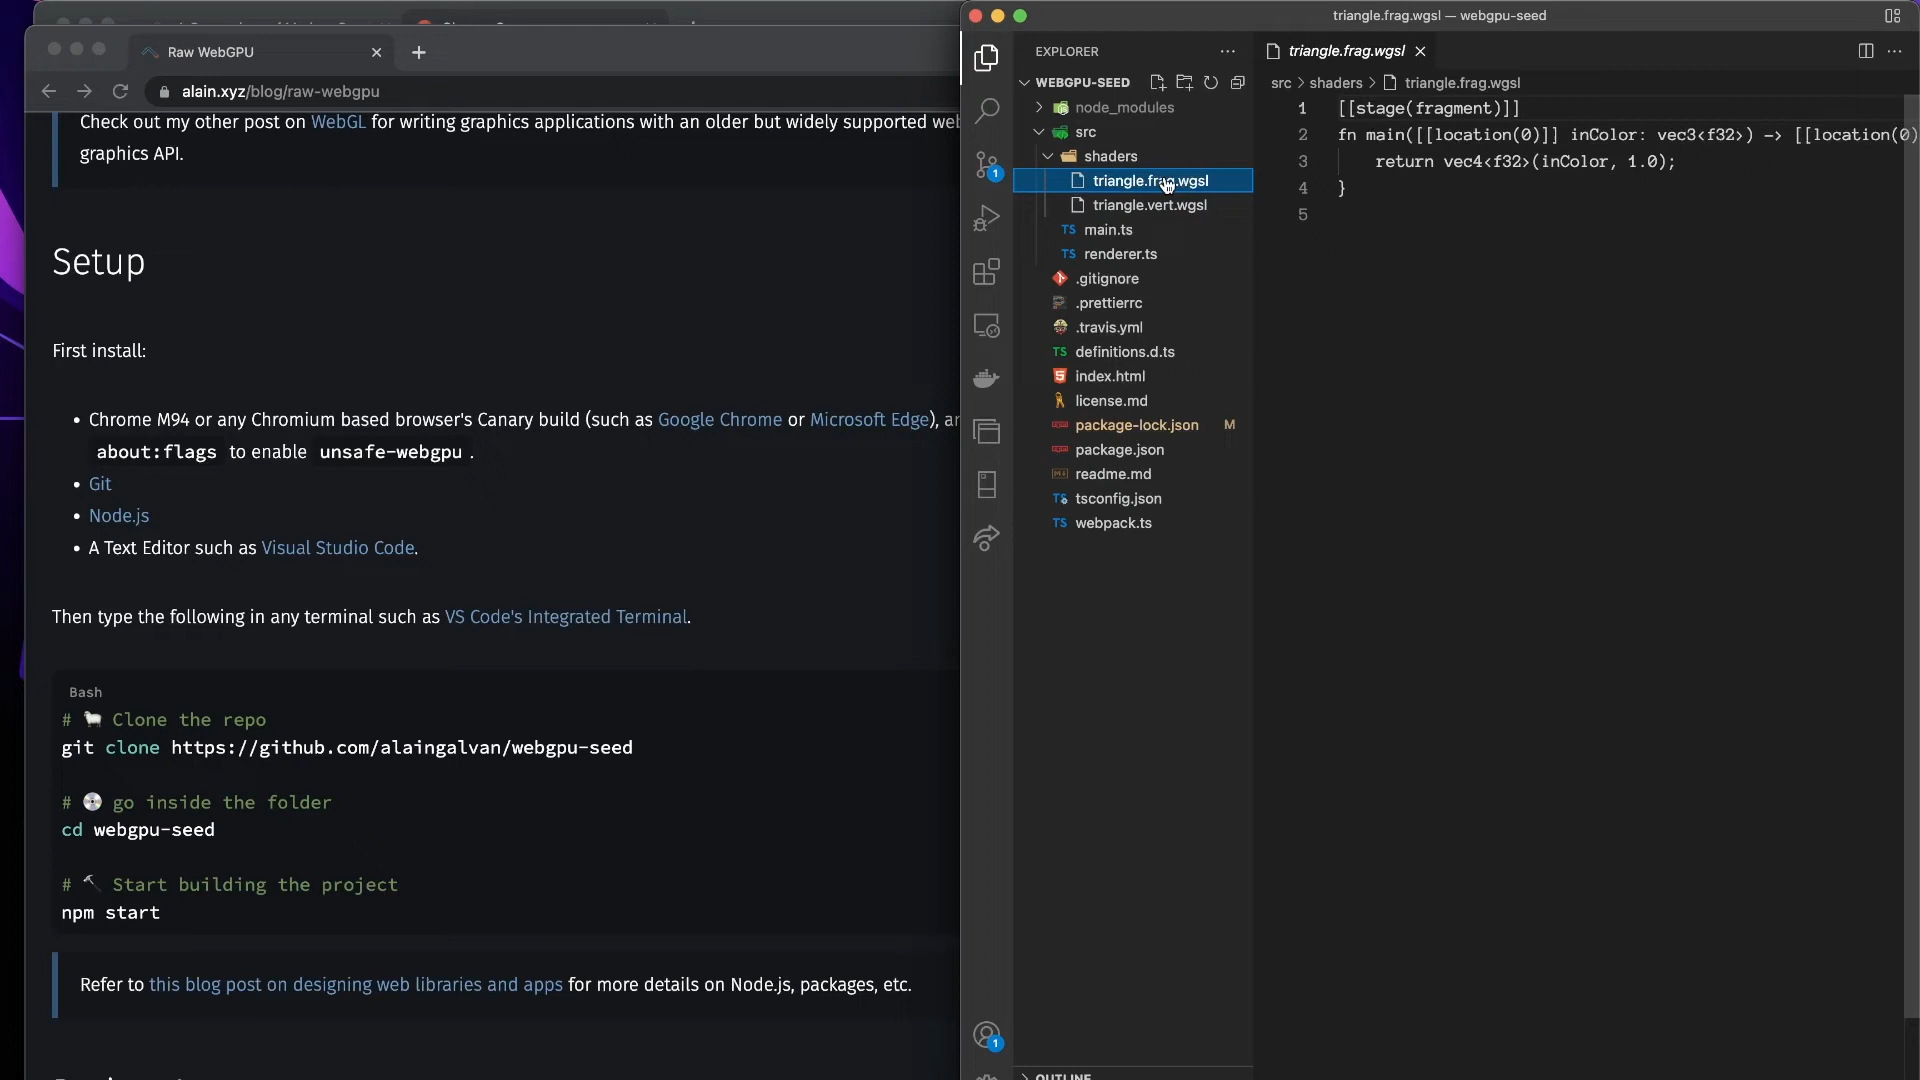 Raw WebGPU
alain.xyz/blog/raw-webgpu
Check out my other post on WebGL for writing graphics applications with an older but widely supported web
graphics API.
Setup
First install:
• Chrome M94 or any Chromium based browser's Canary build (such as Google Chrome or Microsoft Edge),
about:flags to enable unsafe-webgpu .
• Git
• Node.js
• A Text Editor such as Visual Studio Code.
Then type the following in any terminal such as VS Code's Integrated Terminal.
Bash
# 🐑 Clone the repo
git clone https://github.com/alaingalvan/webgpu-seed
# 💿 go inside the folder
cd webgpu-seed
# 🔨 Start building the project
npm start
Refer to this blog post on designing web libraries and apps for more details on Node.js, packages, etc.
triangle.frag.wgsl — webgpu-seed
EXPLORER
WEBGPU-SEED
node_modules
src
shaders
triangle.frag.wgsl
triangle.vert.wgsl
TS main.ts
TS renderer.ts
.gitignore
.prettierrc
.travis.yml
TS definitions.d.ts
index.html
license.md
package-lock.json M
package.json
readme.md
TS tsconfig.json
TS webpack.ts
OUTLINE
1
1
triangle.frag.wgsl
src > shaders > triangle.frag.wgsl
1 [[stage(fragment)]]
2 fn main([[location(0)]] inColor: vec3<f32>) -> [[location(0)
3 return vec4<f32>(inColor, 1.0);
4 }
5